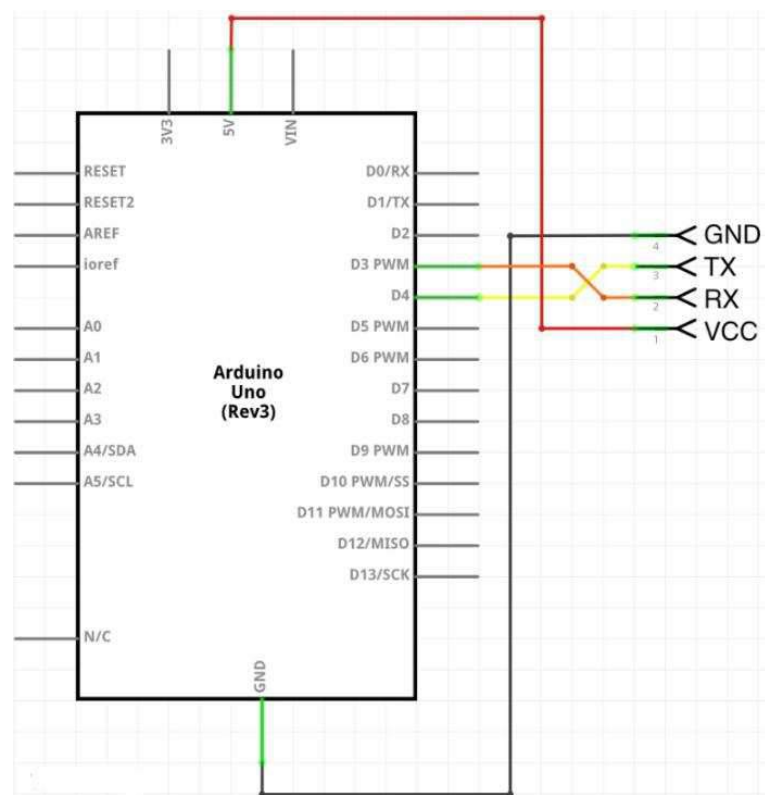 3V3
5V
VIN
RESET
RESET2
AREF
ioref
A0
A1
A2
A3
A4/SDA
A5/SCL
N/C
Arduino
Uno
(Rev3)
D0/RX
D1/TX
D2
D3 PWM
D4
D5 PWM
D6 PWM
D7
D8
D9 PWM
D10 PWM/SS
D11 PWM/MOSI
D12/MISO
D13/SCK
GND
4 GND
3 TX
2 RX
1 VCC